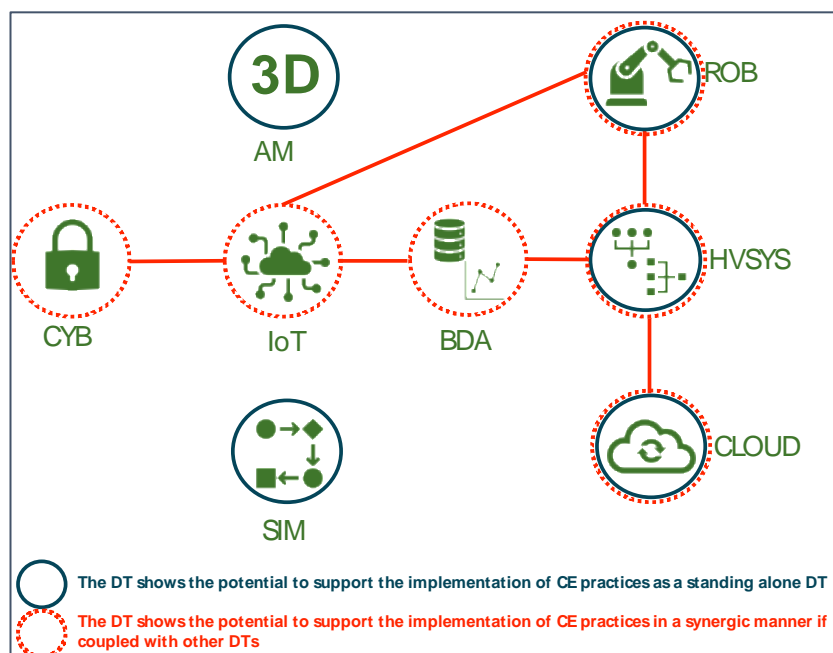 3D
AM
ROB
CYB
IoT
BDA
HVSYS
SIM
CLOUD
The DT shows the potential to support the implementation of CE practices as a standing alone DT
The DT shows the potential to support the implementation of CE practices in a synergic manner if
coupled with other DTs